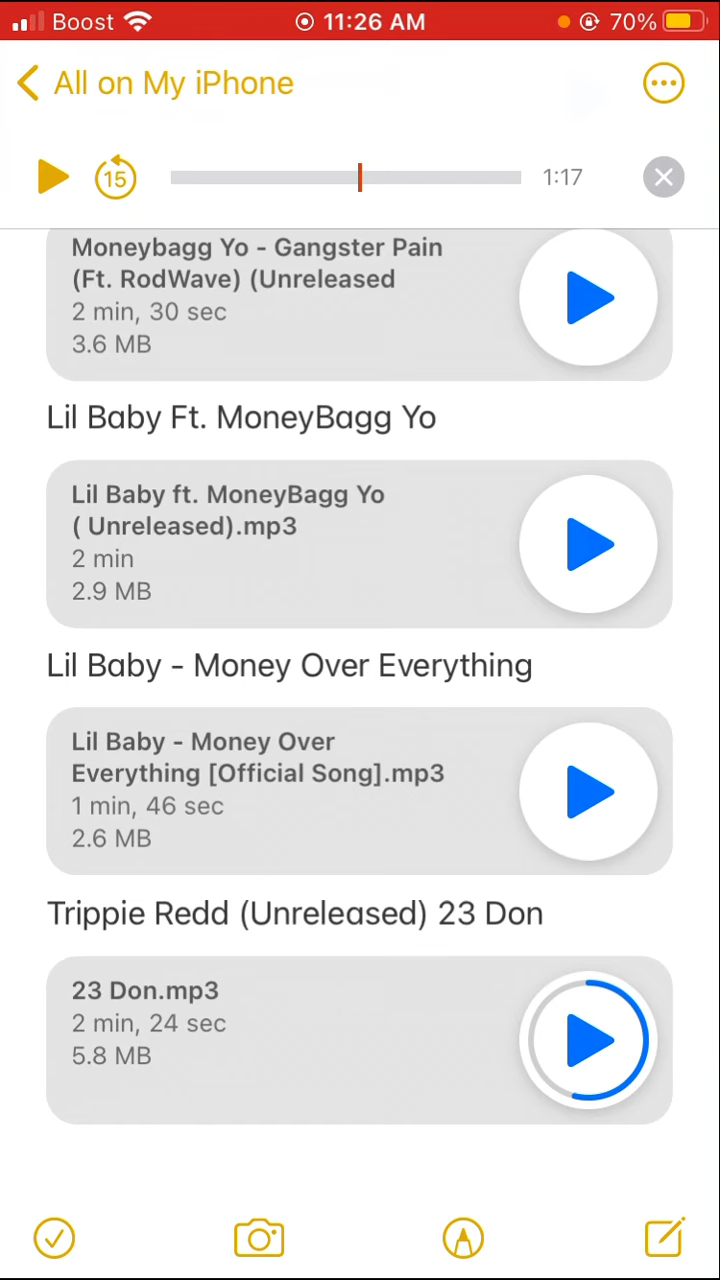 Boost 11:26 AM 70%
All on My iPhone
15 1:17
Moneybagg Yo - Gangster Pain
(Ft. RodWave) (Unreleased
2 min, 30 sec
3.6 MB
Lil Baby Ft. MoneyBagg Yo
Lil Baby ft. MoneyBagg Yo
( Unreleased).mp3
2 min
2.9 MB
Lil Baby - Money Over Everything
Lil Baby - Money Over
Everything [Official Song].mp3
1 min, 46 sec
2.6 MB
Trippie Redd (Unreleased) 23 Don
23 Don.mp3
2 min, 24 sec
5.8 MB